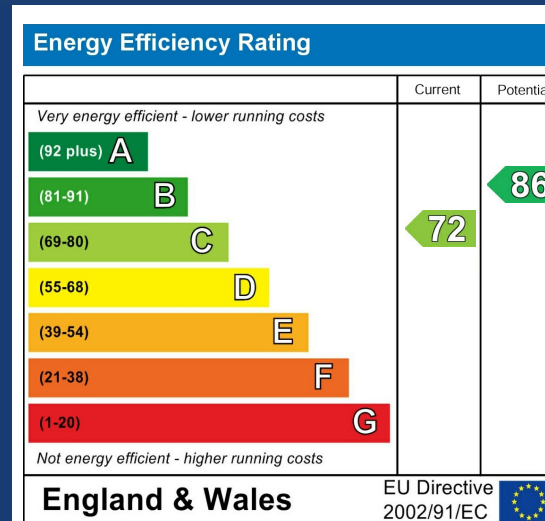 Energy Efficiency Rating
Current Potentia
Very energy efficient - lower running costs
(92 plus) A
(81-91) B
86
(69-80) C
72
(55-68) D
(39-54) E
(21-38) F
(1-20) G
Not energy efficient - higher running costs
England & Wales
EU Directive
2002/91/EC